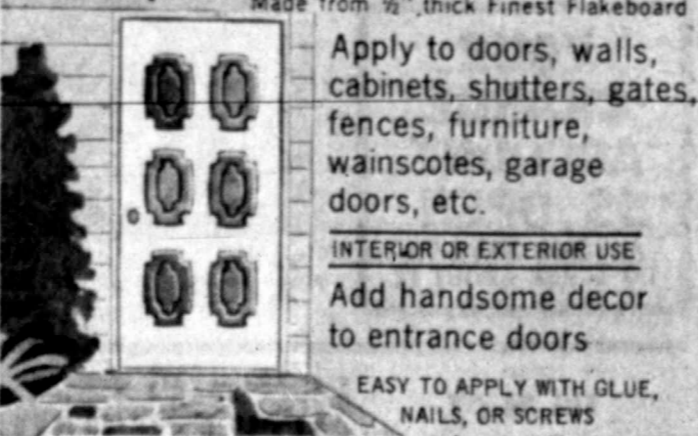 Made from ½" thick Finest Flakeboard
Apply to doors, walls,
cabinets, shutters, gates,
fences, furniture,
wainscotes, garage
doors, etc.
INTERIOR OR EXTERIOR USE
Add handsome decor
to entrance doors
EASY TO APPLY WITH GLUE,
NAILS, OR SCREWS